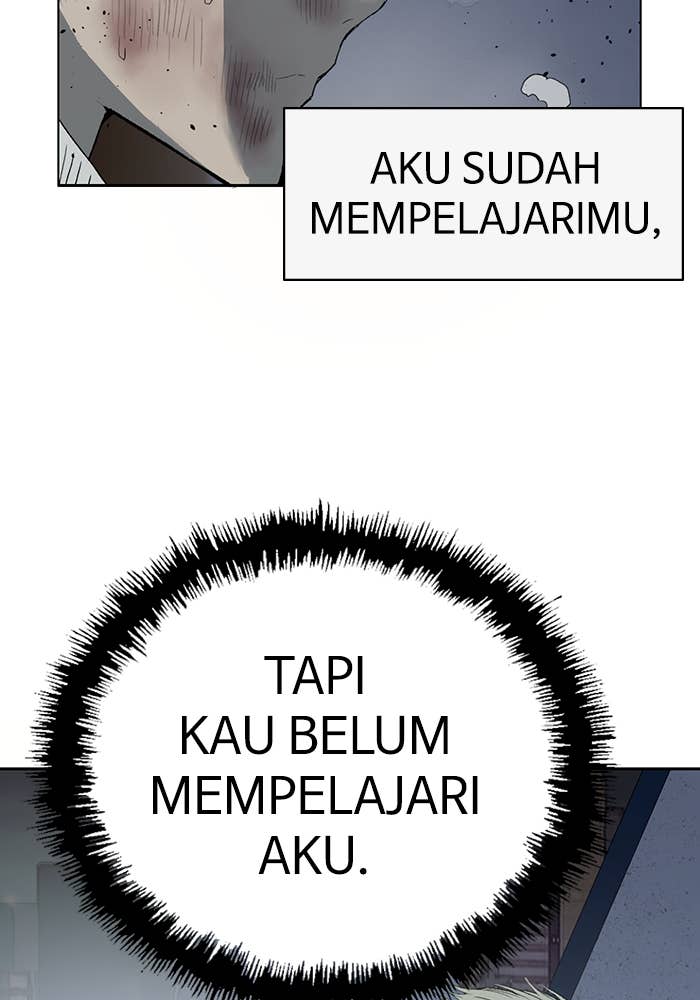 AKU SUDAH
MEMPELAJARIMU,
TAPI
KAU BELUM
MEMPELAJARI
AKU.